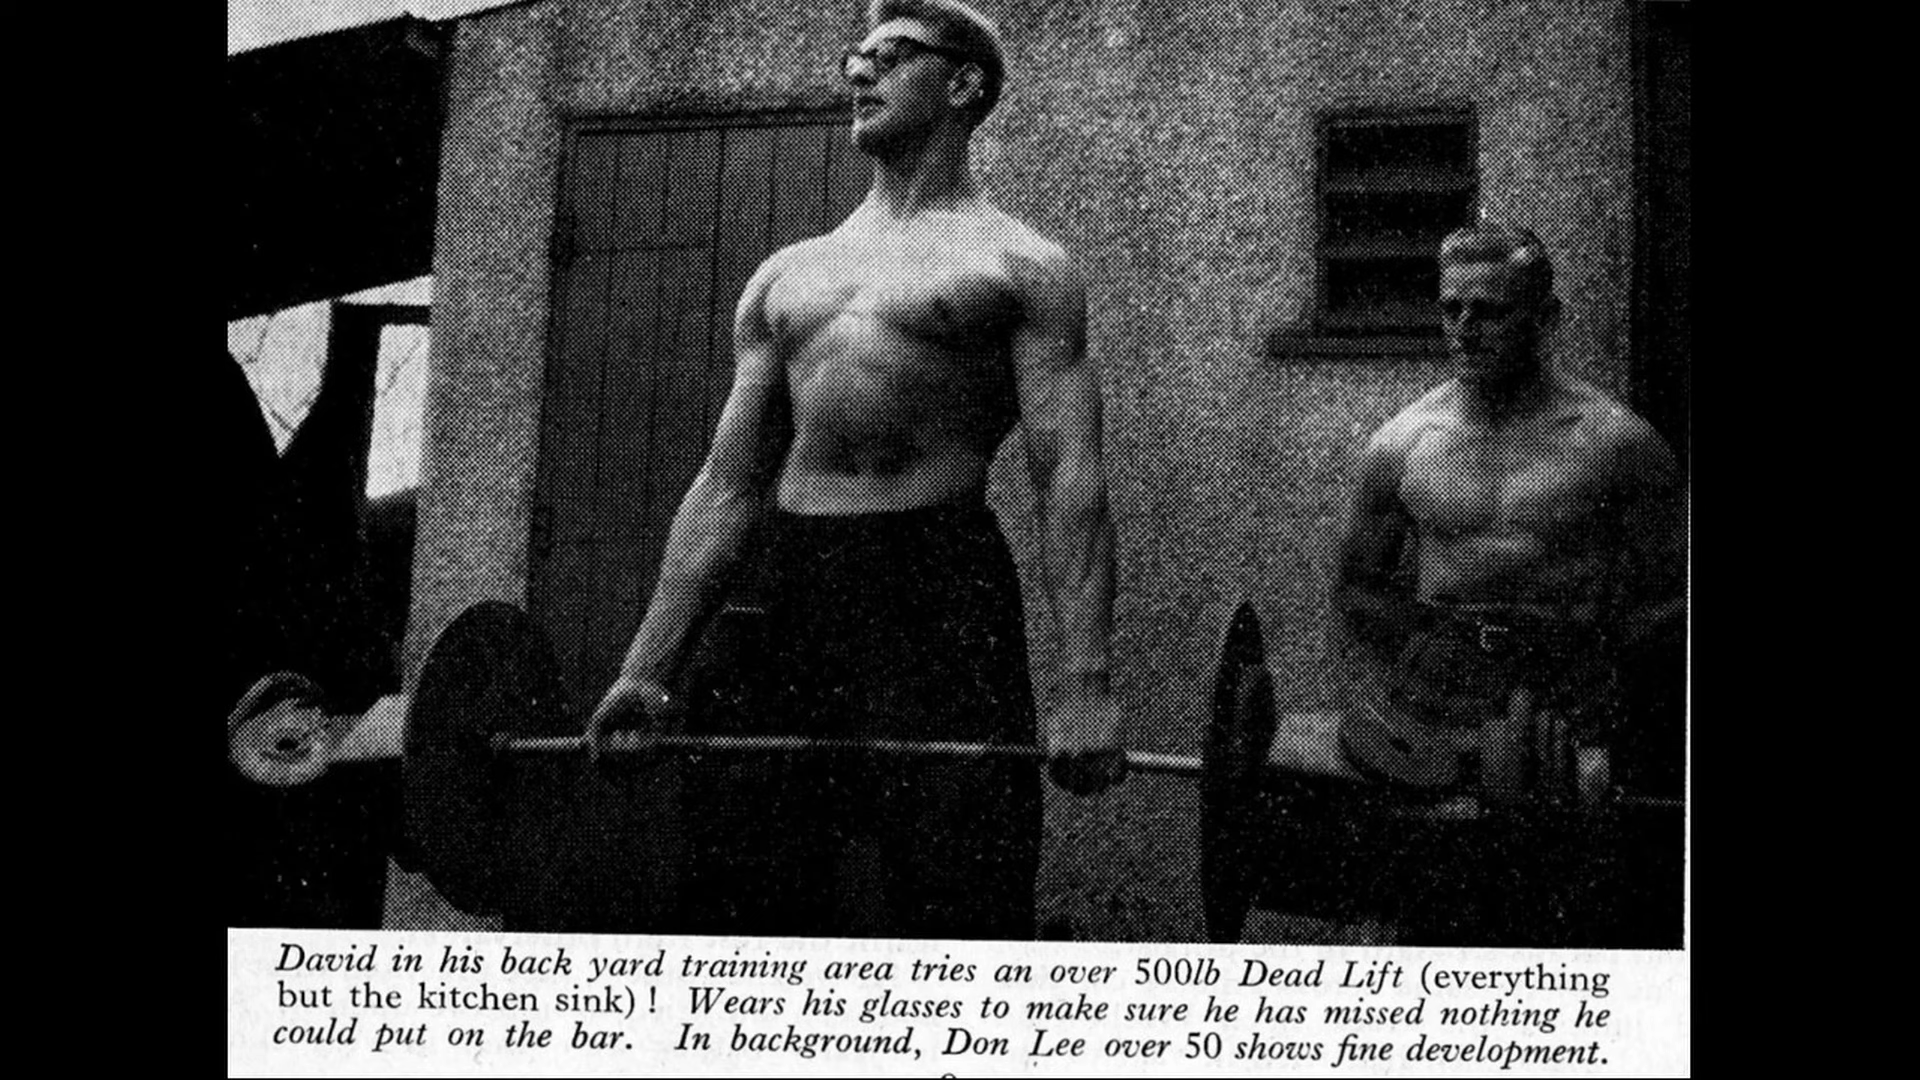 David in his back yard training area tries an over 500lb Dead Lift (everything
but the kitchen sink) ! Wears his glasses to make sure he has missed nothing he
could put on the bar. In background, Don Lee over 50 shows fine development.